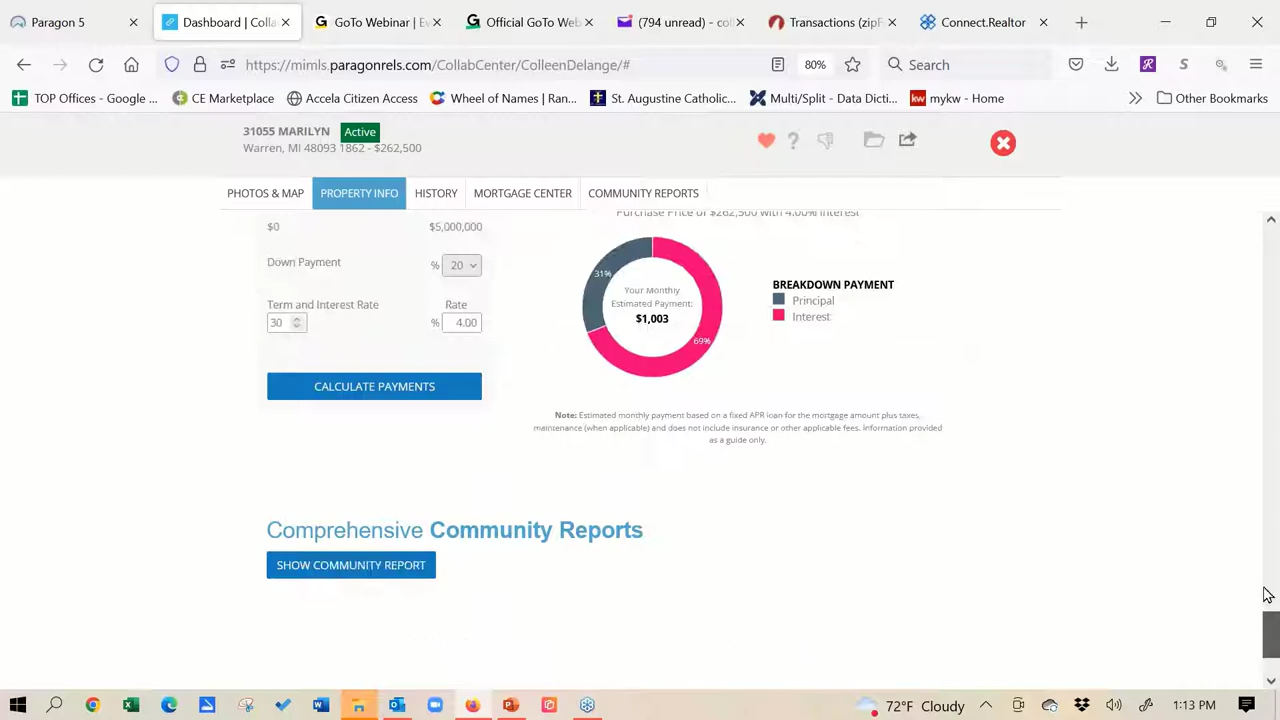 Paragon 5
Dashboard | Colla
GoTo Webinar | Ev
Official GoTo Web
(794 unread) - coll
Transactions (zipF
Connect.Realtor
https://mimls.paragonrels.com/CollabCenter/ColleenDelange/#
80%
Search
TOP Offices - Google ...
CE Marketplace
Accela Citizen Access
Wheel of Names | Ran...
St. Augustine Catholic...
Multi/Split - Data Dicti...
mykw - Home
Other Bookmarks
31055 MARILYN Active
Warren, MI 48093 1862 - $262,500
PHOTOS & MAP
PROPERTY INFO
HISTORY
MORTGAGE CENTER
COMMUNITY REPORTS
Purchase Price of $262,500 with 4.00% interest
$0
$5,000,000
Down Payment
% 20
Term and Interest Rate
Rate
30
% 4.00
CALCULATE PAYMENTS
31%
Your Monthly
Estimated Payment:
$1,003
69%
BREAKDOWN PAYMENT
Principal
Interest
Note: Estimated monthly payment based on a fixed APR loan for the mortgage amount plus taxes,
maintenance (when applicable) and does not include insurance or other applicable fees. Information provided
as a guide only.
Comprehensive Community Reports
SHOW COMMUNITY REPORT
72°F Cloudy
1:13 PM